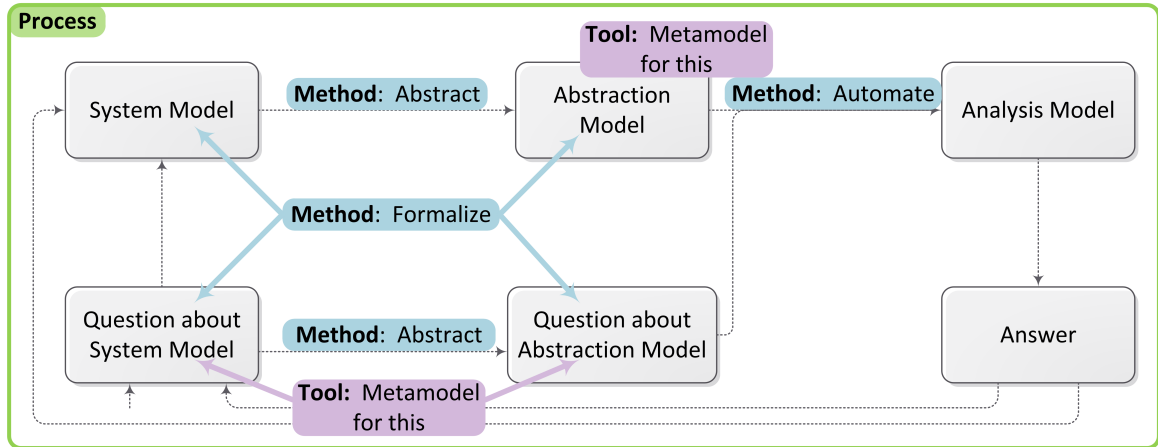 Process
Tool: Metamodel
for this
System Model
Method: Abstract
Abstraction
Model
Method: Automate
Analysis Model
Method: Formalize
Question about
System Model
Method: Abstract
Question about
Abstraction Model
Answer
Tool: Metamodel
for this